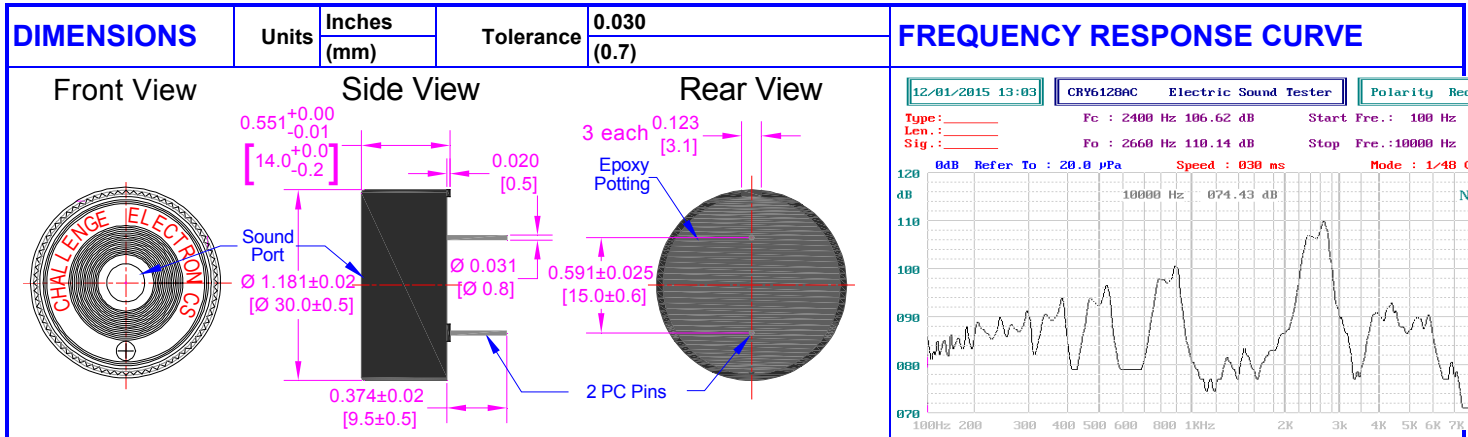 DIMENSIONS
Units
Inches
(mm)
Tolerance
0.030
(0.7)
FREQUENCY RESPONSE CURVE
Front View
Side View
Rear View
0.551+0.00
-0.01
[14.0+0.0
-0.2]
0.020
[0.5]
3 each 0.123
[3.1]
Epoxy
Potting
CHALLENGE ELECTRON CS
Sound
Port
Ø 1.181±0.02
[Ø 30.0±0.5]
Ø 0.031
[Ø 0.8]
0.591±0.025
[15.0±0.6]
0.374±0.02
[9.5±0.5]
2 PC Pins
12/01/2015 13:03
CRY6128AC Electric Sound Tester
Polarity Rec
Type:
Len.:
Sig.:
Fc : 2400 Hz 106.62 dB
Start Fre.: 100 Hz
Fo : 2660 Hz 110.14 dB
Stop Fre.:10000 Hz
0dB Refer To : 20.0 µPa
Speed : 030 ms
Mode : 1/48
120
dB
10000 Hz 074.43 dB
N
110
100
090
080
070
100Hz 200 300 400 500 600 800 1KHz 2K 3k 4K 5K 6K 7K